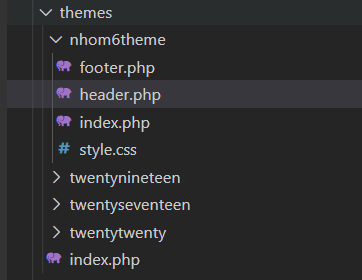 themes
nhom6theme
footer.php
header.php
index.php
# style.css
twentynineteen
twentyseventeen
twentytwenty
index.php